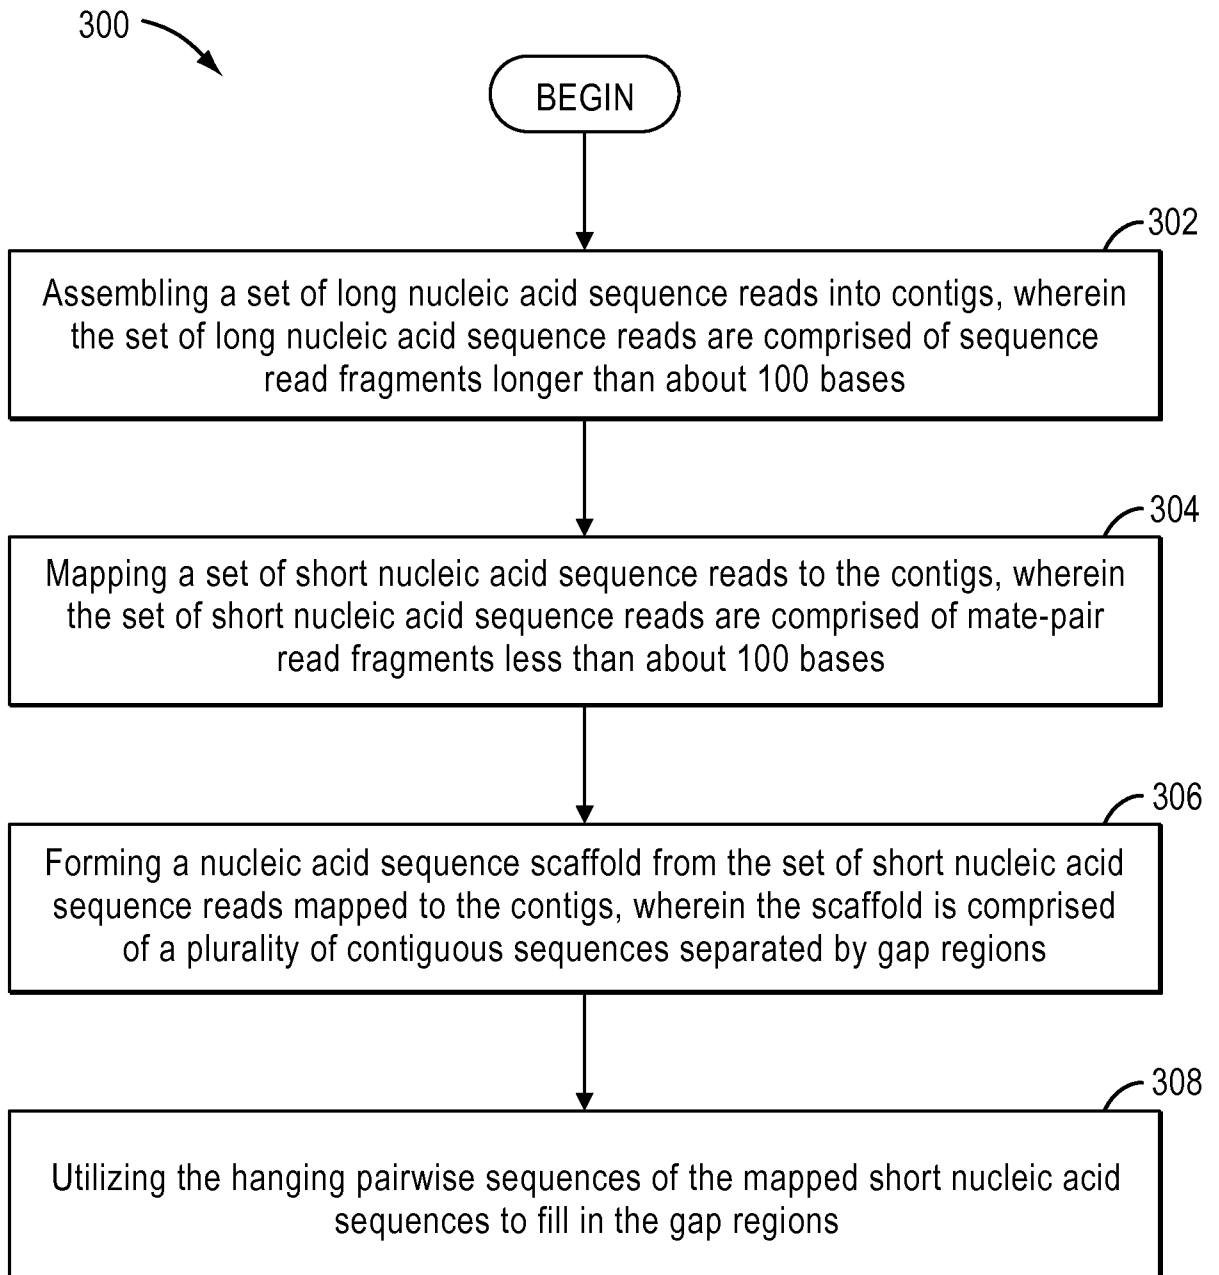 300
BEGIN
302
Assembling a set of long nucleic acid sequence reads into contigs, wherein
the set of long nucleic acid sequence reads are comprised of sequence
read fragments longer than about 100 bases
304
Mapping a set of short nucleic acid sequence reads to the contigs, wherein
the set of short nucleic acid sequence reads are comprised of mate-pair
read fragments less than about 100 bases
306
Forming a nucleic acid sequence scaffold from the set of short nucleic acid
sequence reads mapped to the contigs, wherein the scaffold is comprised
of a plurality of contiguous sequences separated by gap regions
308
Utilizing the hanging pairwise sequences of the mapped short nucleic acid
sequences to fill in the gap regions